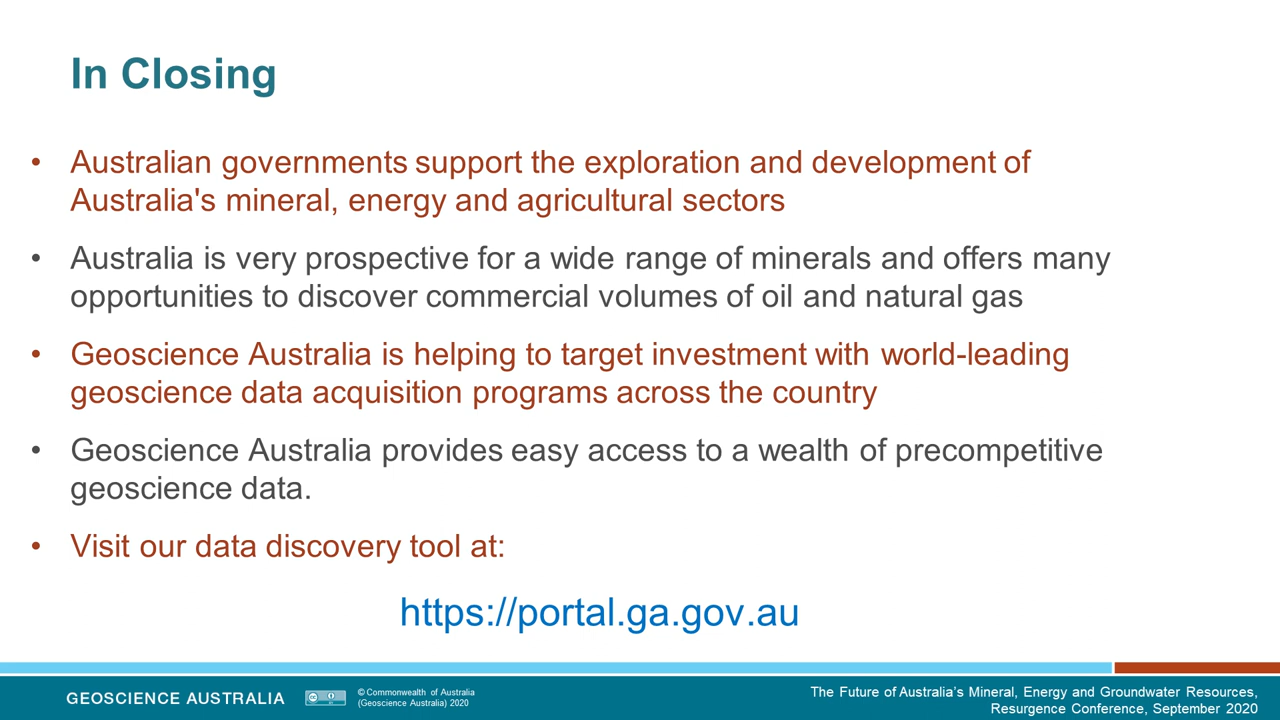 In Closing
• Australian governments support the exploration and development of
Australia's mineral, energy and agricultural sectors
• Australia is very prospective for a wide range of minerals and offers many
opportunities to discover commercial volumes of oil and natural gas
• Geoscience Australia is helping to target investment with world-leading
geoscience data acquisition programs across the country
• Geoscience Australia provides easy access to a wealth of precompetitive
geoscience data.
• Visit our data discovery tool at:
https://portal.ga.gov.au
GEOSCIENCE AUSTRALIA
© Commonwealth of Australia
(Geoscience Australia) 2020
The Future of Australia’s Mineral, Energy and Groundwater Resources,
Resurgence Conference, September 2020